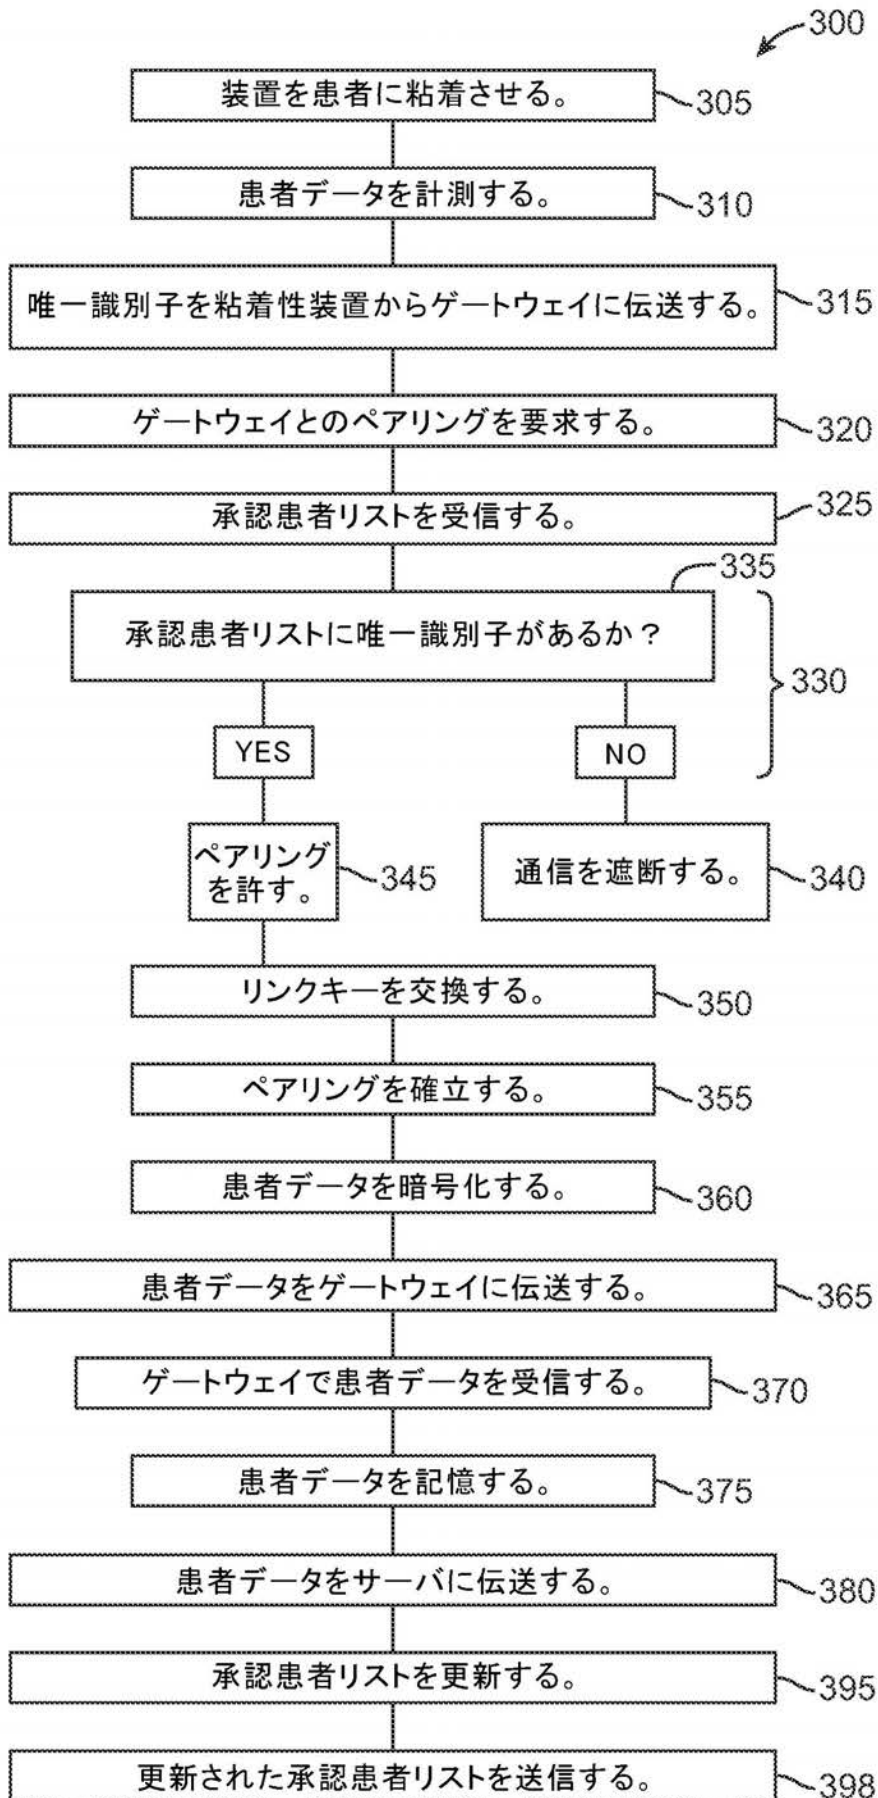 300
装置を患者に粘着させる。
305
患者データを計測する。
310
唯一識別子を粘着性装置からゲートウェイに伝送する。
315
ゲートウェイとのペアリングを要求する。
320
承認患者リストを受信する。
325
335
承認患者リストに唯一識別子があるか？
330
YES
NO
ペアリング
を許す。
345
通信を遮断する。
340
リンクキーを交換する。
350
ペアリングを確立する。
355
患者データを暗号化する。
360
患者データをゲートウェイに伝送する。
365
ゲートウェイで患者データを受信する。
370
患者データを記憶する。
375
患者データをサーバに伝送する。
380
承認患者リストを更新する。
395
更新された承認患者リストを送信する。
398